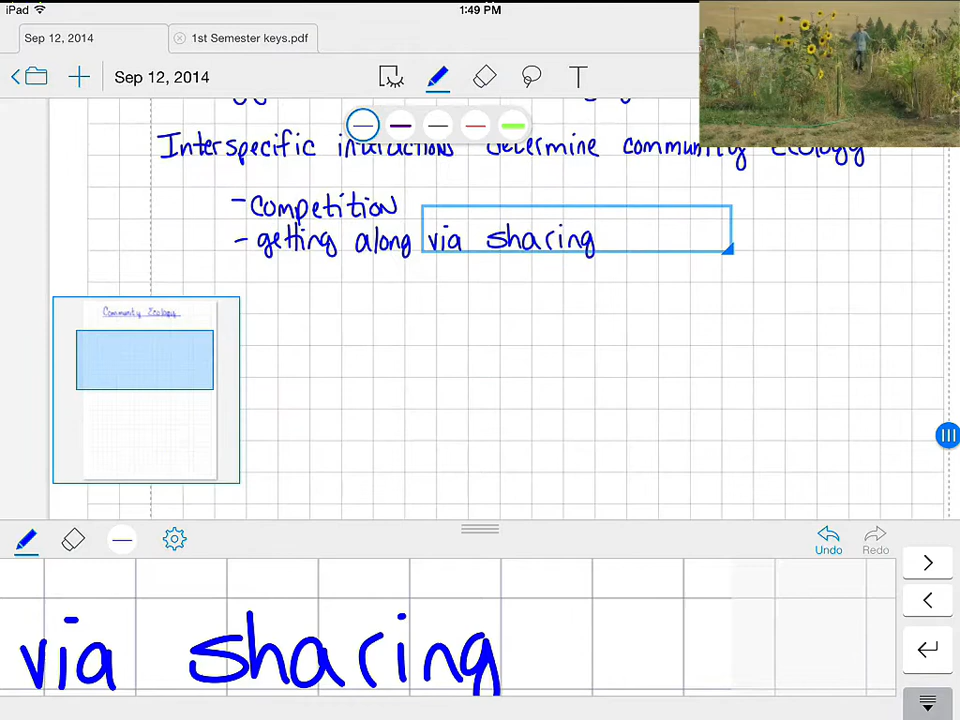 iPad 1:49 PM
Sep 12, 2014 1st Semester keys.pdf
Sep 12, 2014 T
Interspecific interactions determine community ecology
- competition
- getting along via sharing
Community Ecology
Undo Redo
via sharing